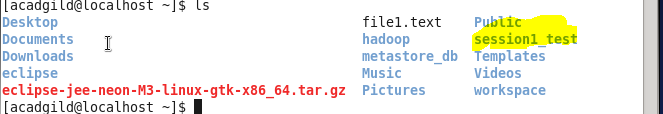 [acadgild@localhost ~]$ ls
Desktop file1.text Public
Documents hadoop session1_test
Downloads metastore_db Templates
eclipse Music Videos
eclipse-jee-neon-M3-linux-gtk-x86_64.tar.gz Pictures workspace
[acadgild@localhost ~]$